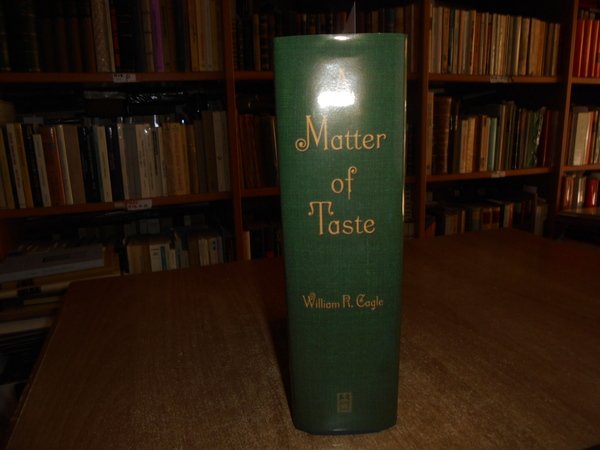 A
Matter
of
Taste
William R. Cagle